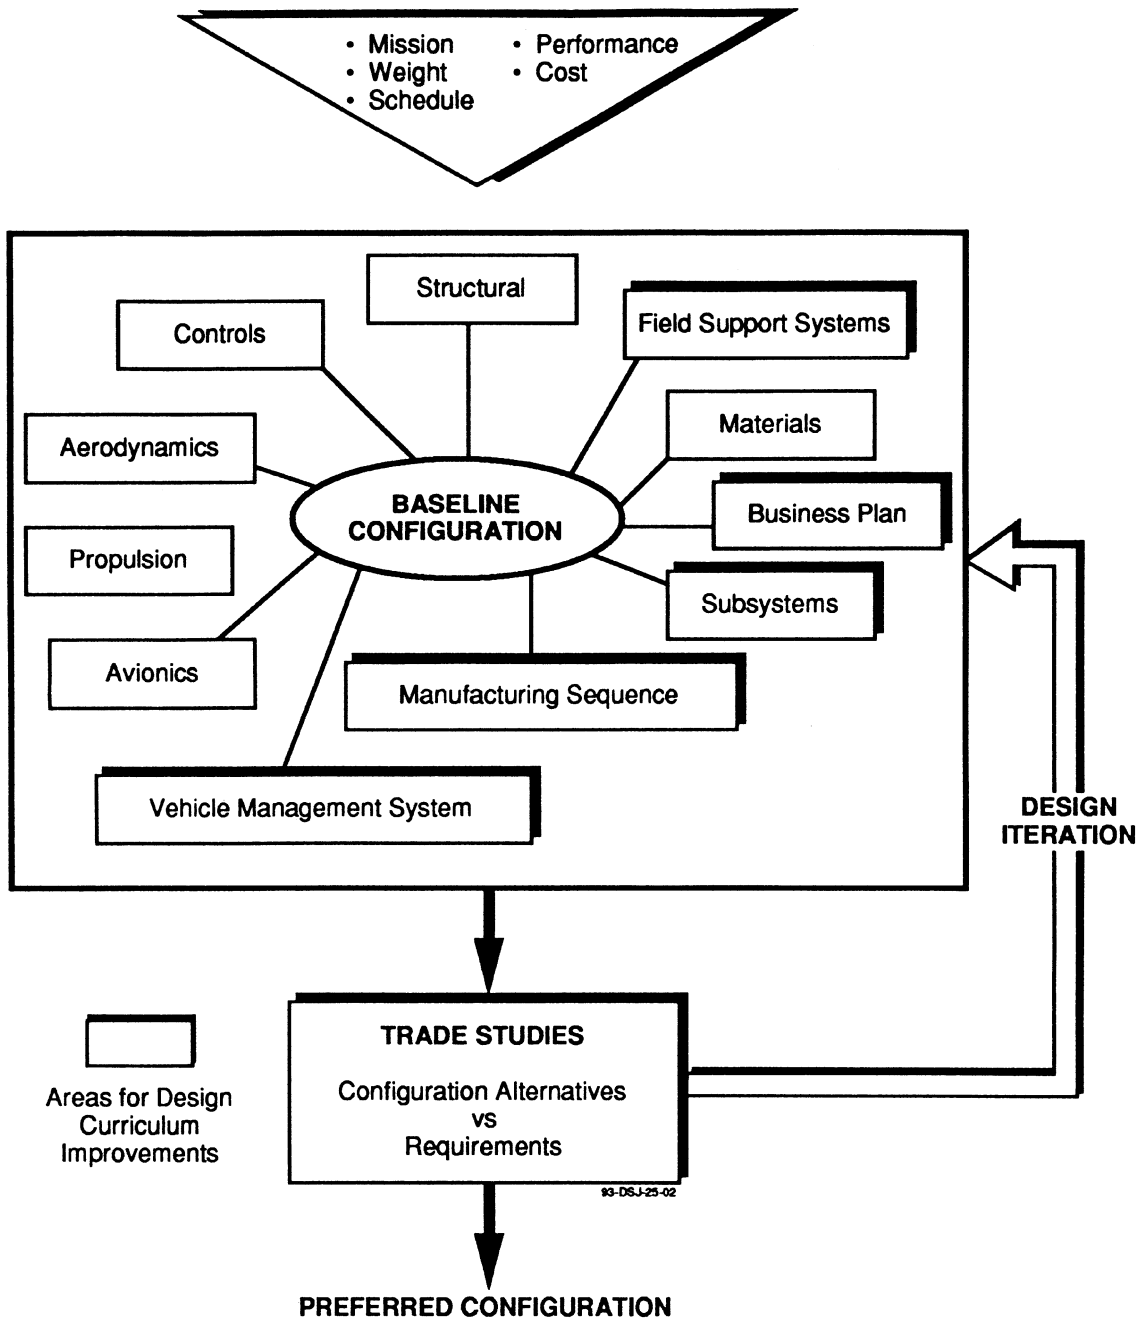 • Mission
• Weight
• Schedule
• Performance
• Cost
Structural
Field Support Systems
Controls
Materials
Aerodynamics
BASELINE
CONFIGURATION
Business Plan
Propulsion
Subsystems
Avionics
Manufacturing Sequence
Vehicle Management System
DESIGN
ITERATION
TRADE STUDIES
Configuration Alternatives
vs
Requirements
Areas for Design
Curriculum
Improvements
93-DSJ-25-02
PREFERRED CONFIGURATION